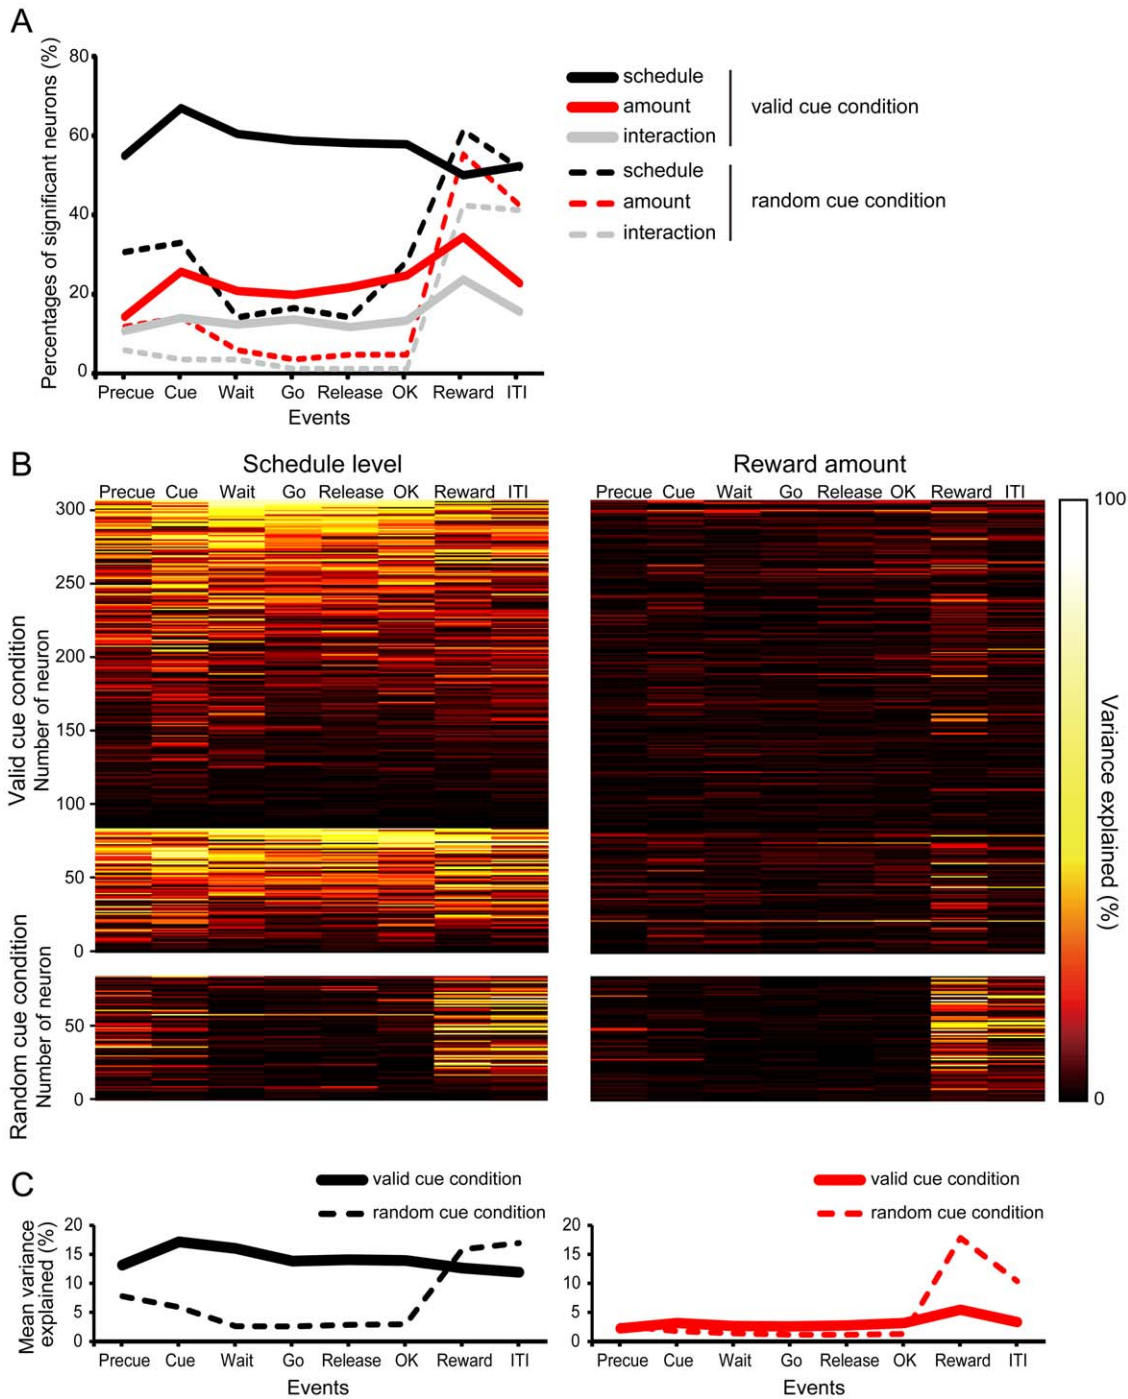 A
Percentages of significant neurons (%)
80
60
40
20
0
Precue Cue Wait Go Release OK Reward ITI
Events
schedule
amount
interaction
valid cue condition
schedule
amount
interaction
random cue condition
B
Schedule level
Precue Cue Wait Go Release OK Reward ITI
Reward amount
Precue Cue Wait Go Release OK Reward ITI
Valid cue condition
Number of neuron
300
250
200
150
100
50
0
Random cue condition
Number of neuron
50
0
100
0
Variance explained (%)
C
valid cue condition
random cue condition
Mean variance
explained (%)
20
15
10
5
0
Precue Cue Wait Go Release OK Reward ITI
Events
valid cue condition
random cue condition
20
15
10
5
0
Precue Cue Wait Go Release OK Reward ITI
Events